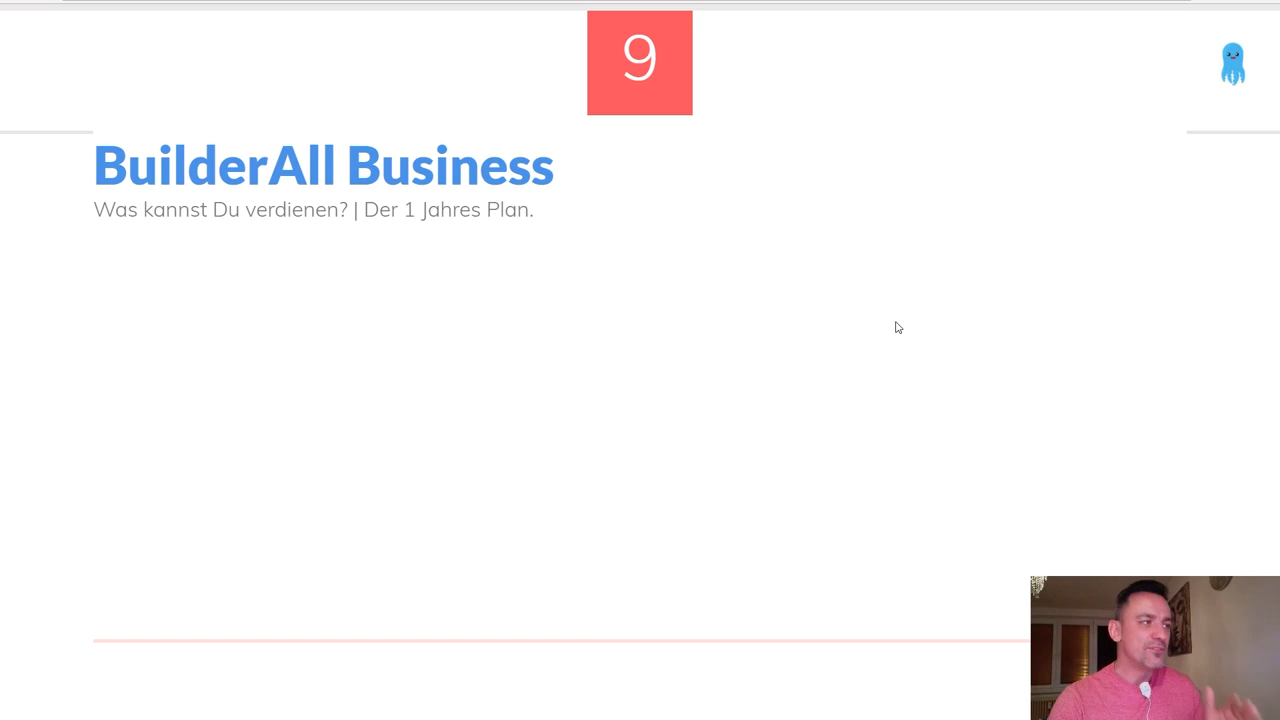 9
BuilderAll Business
Was kannst Du verdienen? | Der 1 Jahres Plan.